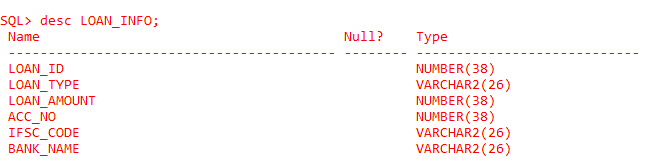 SQL> desc LOAN_INFO;
Name Null? Type
----------------------------------------- -------- ----------------------------
LOAN_ID NUMBER(38)
LOAN_TYPE VARCHAR2(26)
LOAN_AMOUNT NUMBER(38)
ACC_NO NUMBER(38)
IFSC_CODE VARCHAR2(26)
BANK_NAME VARCHAR2(26)